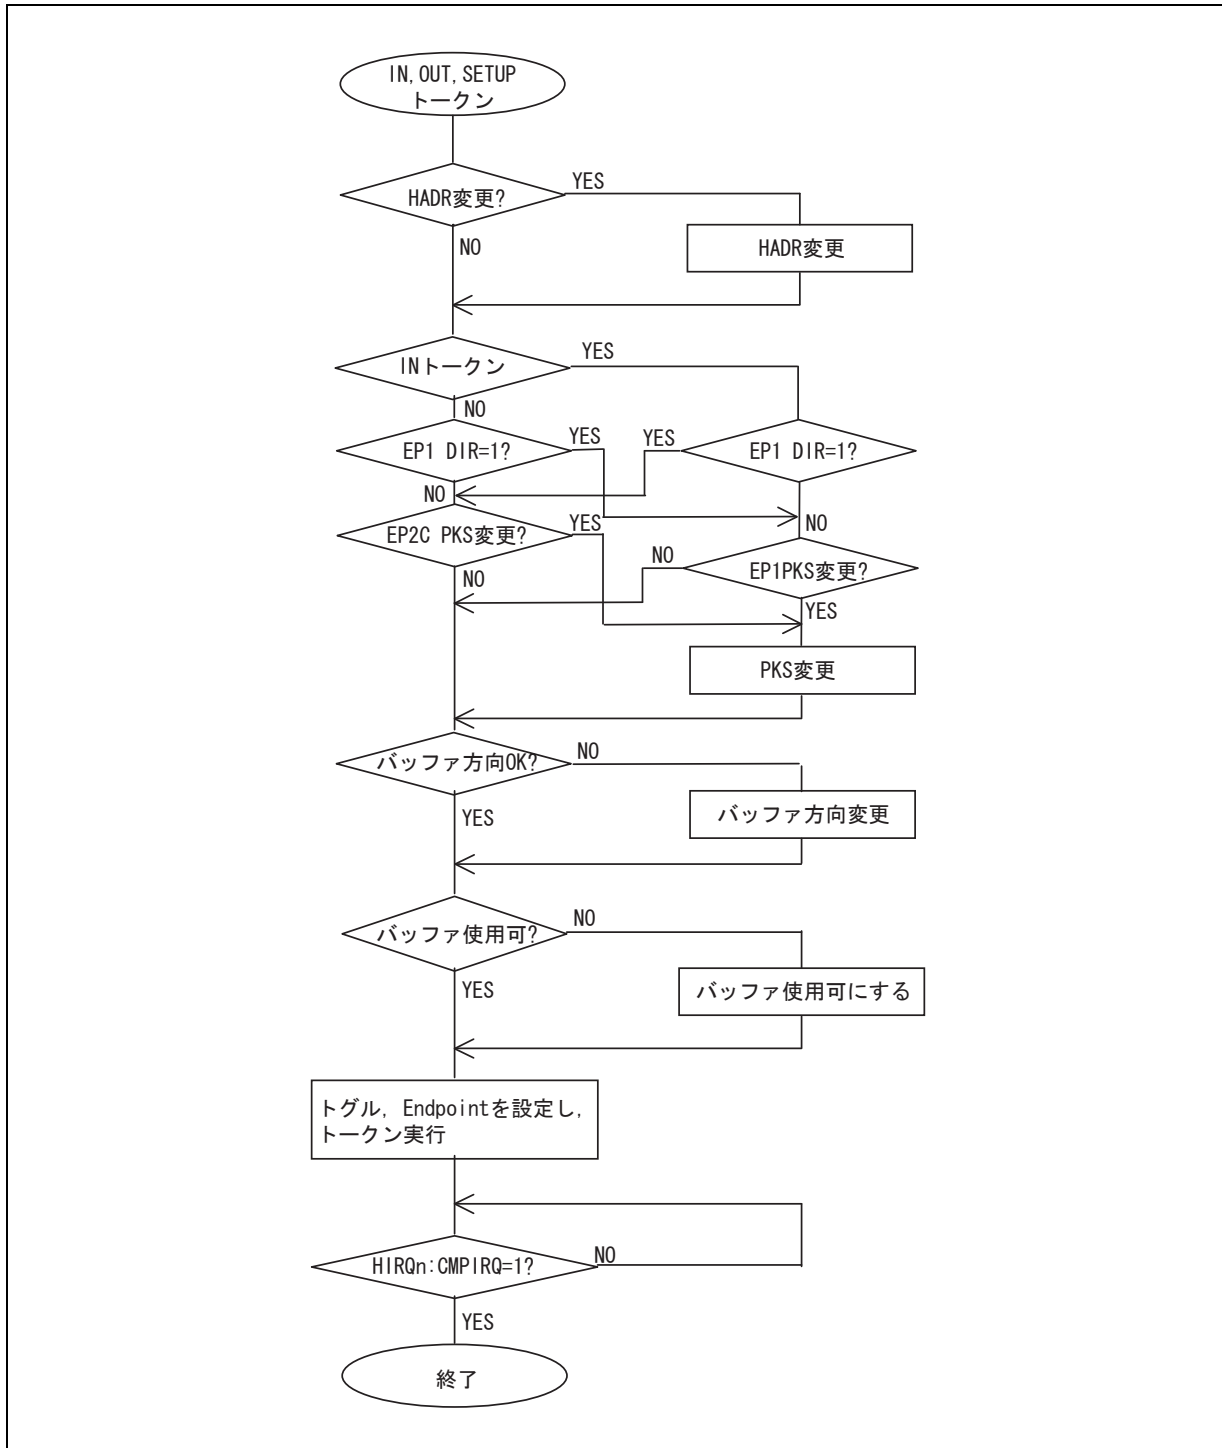 IN,OUT,SETUP
トークン
HADR変更?
YES
HADR変更
NO
INトークン
YES
NO
EP1 DIR=1?
YES
YES
EP1 DIR=1?
NO
NO
EP2C PKS変更?
YES
NO
EP1PKS変更?
NO
YES
PKS変更
バッファ方向OK?
NO
バッファ方向変更
YES
バッファ使用可?
NO
バッファ使用可にする
YES
トグル, Endpointを設定し,
トークン実行
HIRQn:CMPIRQ=1?
NO
YES
終了